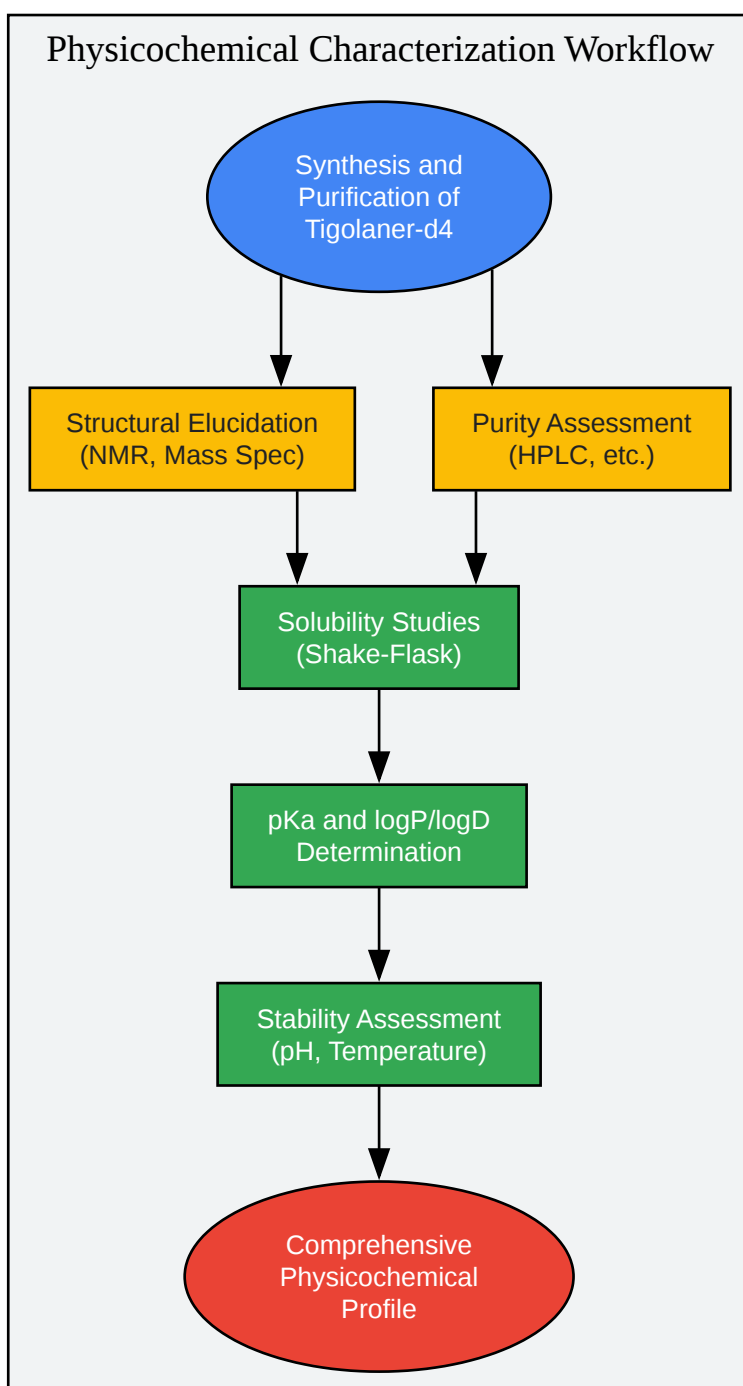 Physicochemical Characterization Workflow
Synthesis and
Purification of
Tigolaner-d4
Structural Elucidation
(NMR, Mass Spec)
Purity Assessment
(HPLC, etc.)
Solubility Studies
(Shake-Flask)
pKa and logP/logD
Determination
Stability Assessment
(pH, Temperature)
Comprehensive
Physicochemical
Profile